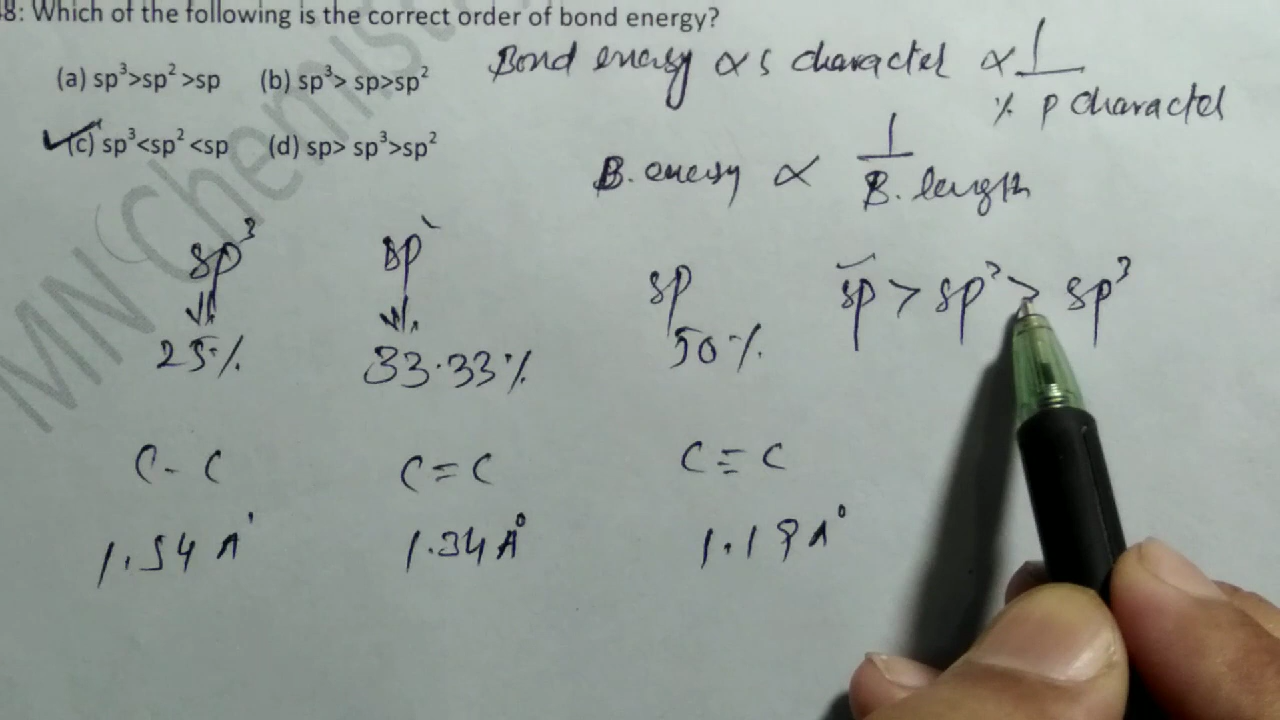 8: Which of the following is the correct order of bond energy?
(a) sp³>sp²>sp (b) sp³> sp>sp²
(c) sp³<sp²<sp (d) sp> sp³>sp²
Bond energy ∝ s character ∝ 1/% p character
B. energy ∝ 1/B. length
sp³ sp² sp sp > sp² > sp³
25% 33.33% 50%
C - C C = C C ≡ C
1.54 A° 1.34 A° 1.19 A°
MN Chemist